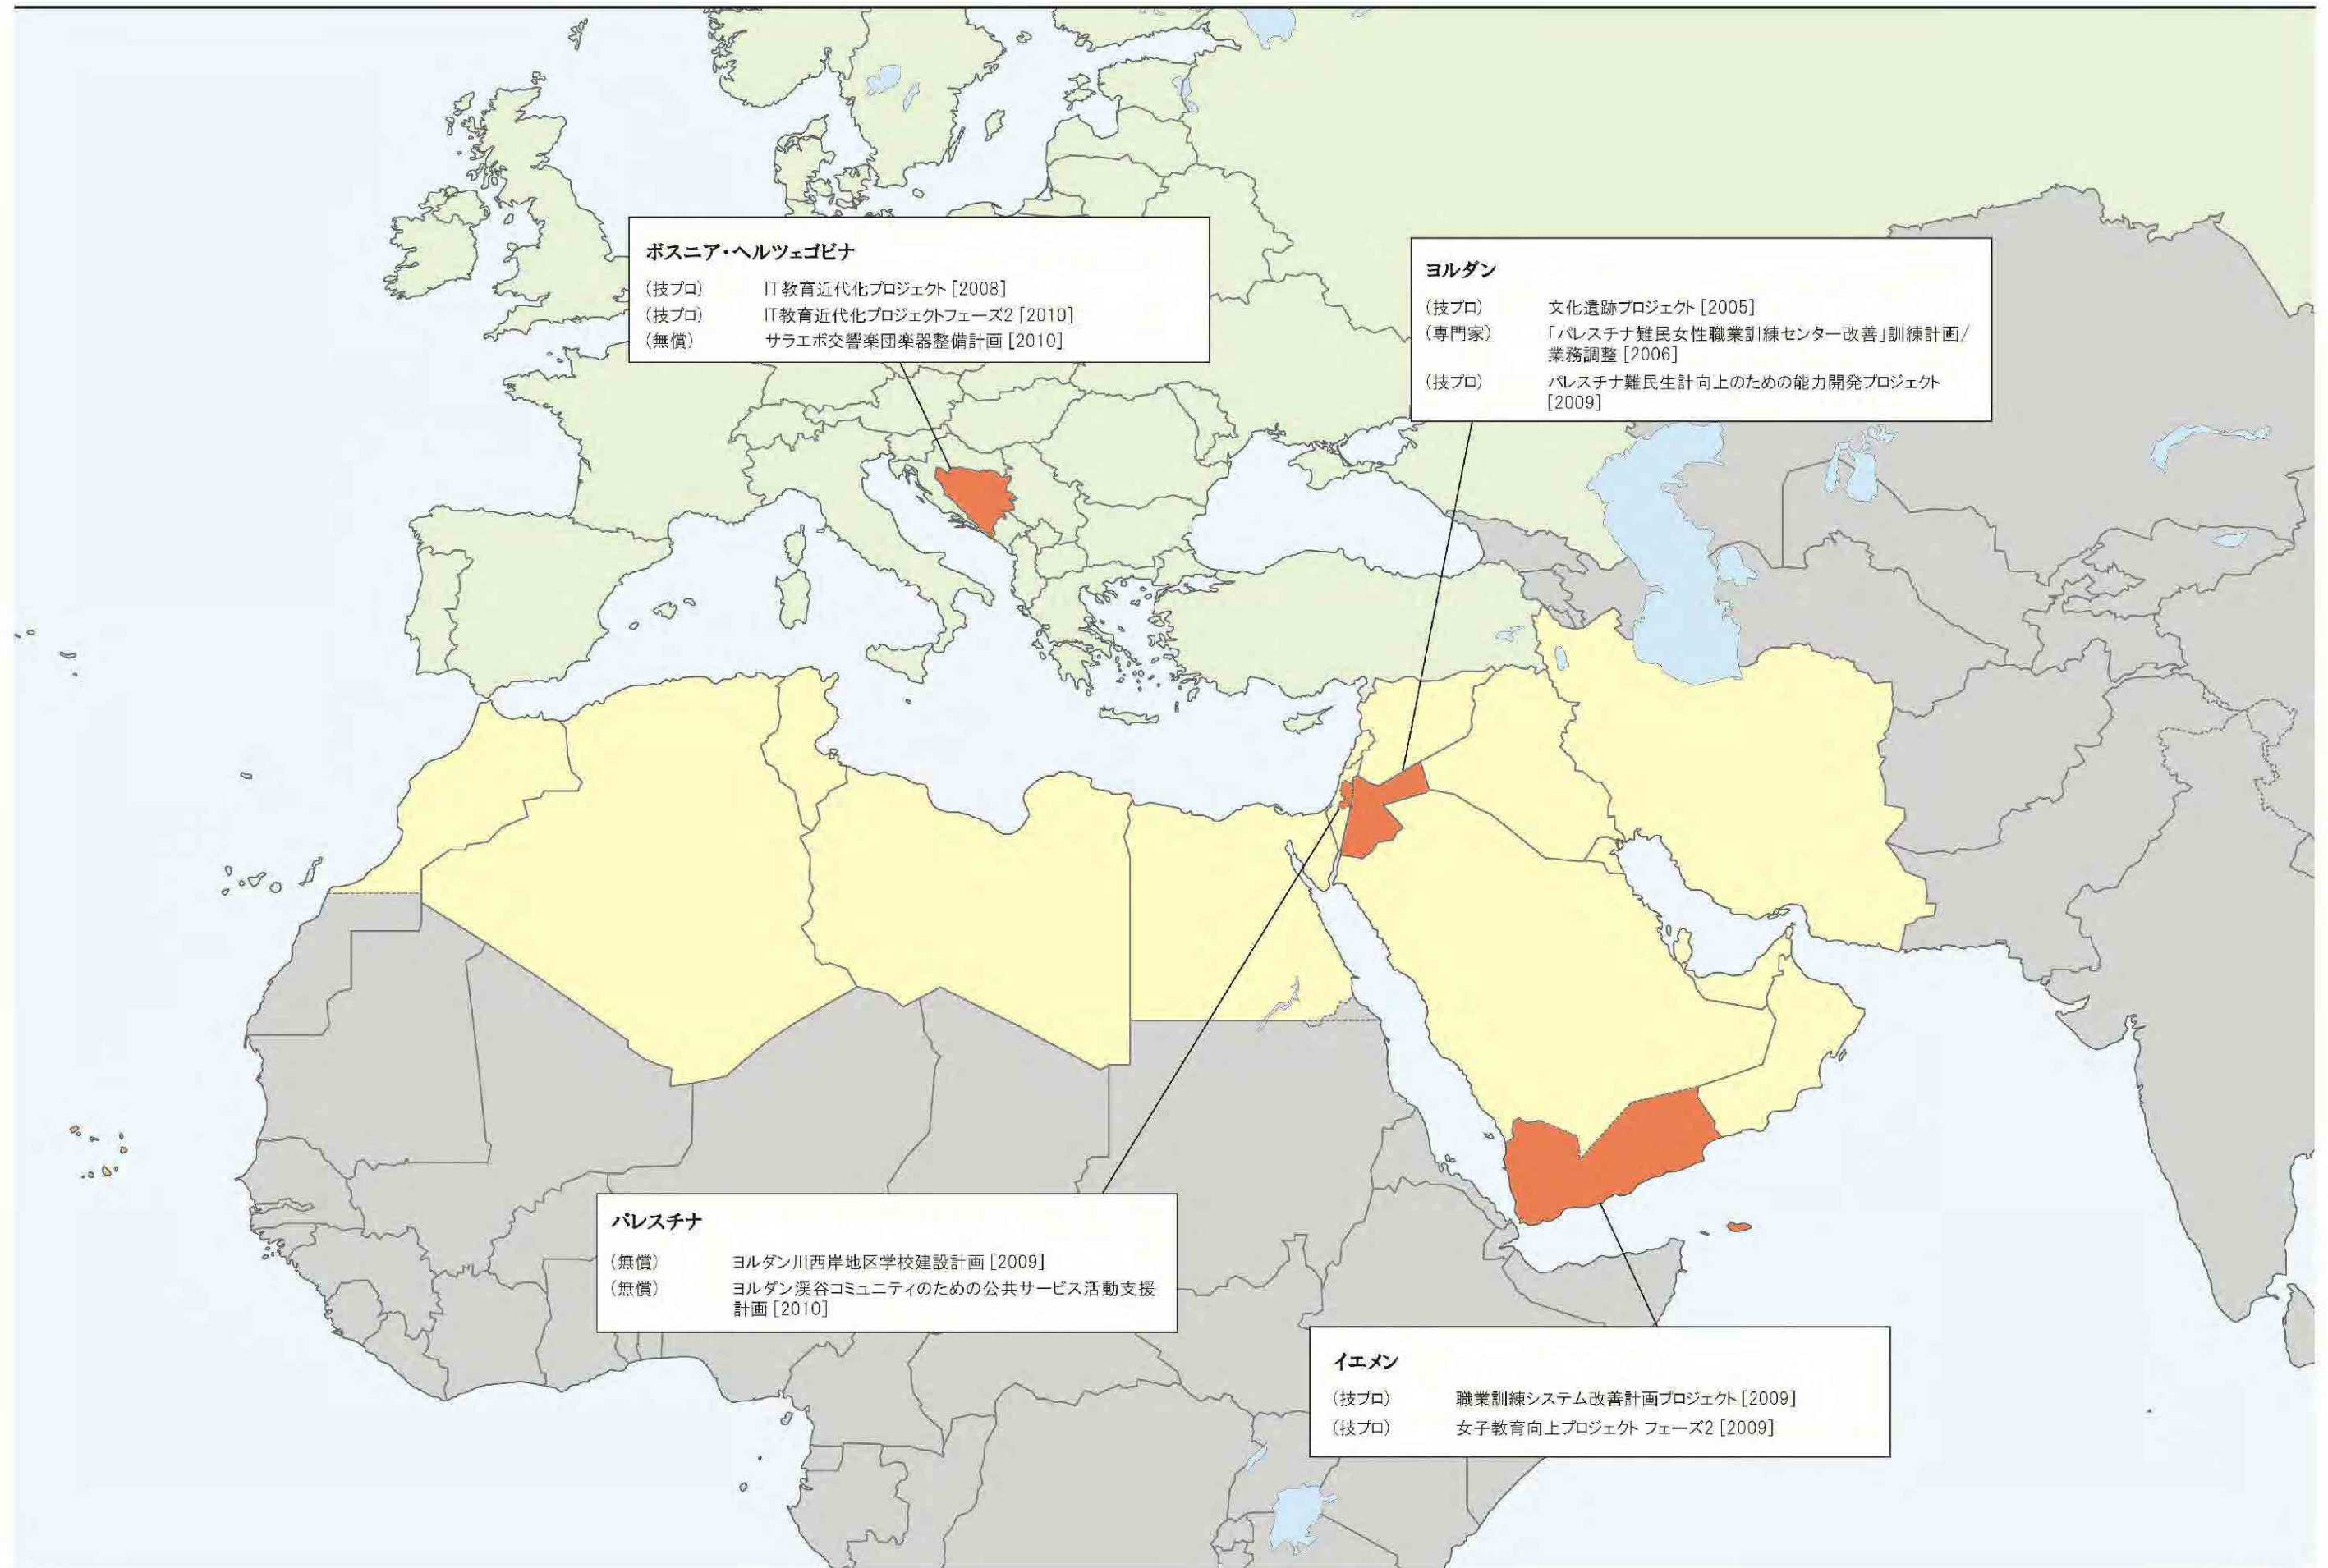 ボスニア・ヘルツェゴビナ
(技プロ) IT教育近代化プロジェクト [2008]
(技プロ) IT教育近代化プロジェクトフェーズ2 [2010]
(無償) サラエボ交響楽団楽器整備計画 [2010]
ヨルダン
(技プロ) 文化遺跡プロジェクト [2005]
(専門家) 「パレスチナ難民女性職業訓練センター改善」訓練計画/
業務調整 [2006]
(技プロ) パレスチナ難民生計向上のための能力開発プロジェクト
[2009]
パレスチナ
(無償) ヨルダン川西岸地区学校建設計画 [2009]
(無償) ヨルダン渓谷コミュニティのための公共サービス活動支援
計画 [2010]
イエメン
(技プロ) 職業訓練システム改善計画プロジェクト [2009]
(技プロ) 女子教育向上プロジェクト フェーズ2 [2009]